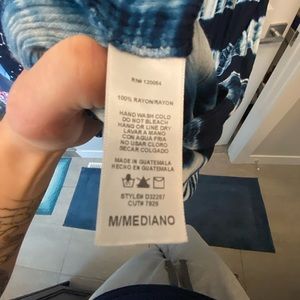 RN# 120064
100% RAYON/RAYON
HAND WASH COLD
DO NOT BLEACH
HANG OR LINE DRY
LAVAR A MANO
CON AGUA FRIA
NO USAR CLORO
SECAR COLGADO
MADE IN GUATEMALA
HECHO EN GUATEMALA
STYLE# D32287
CUT# 7929
M/MEDIANO